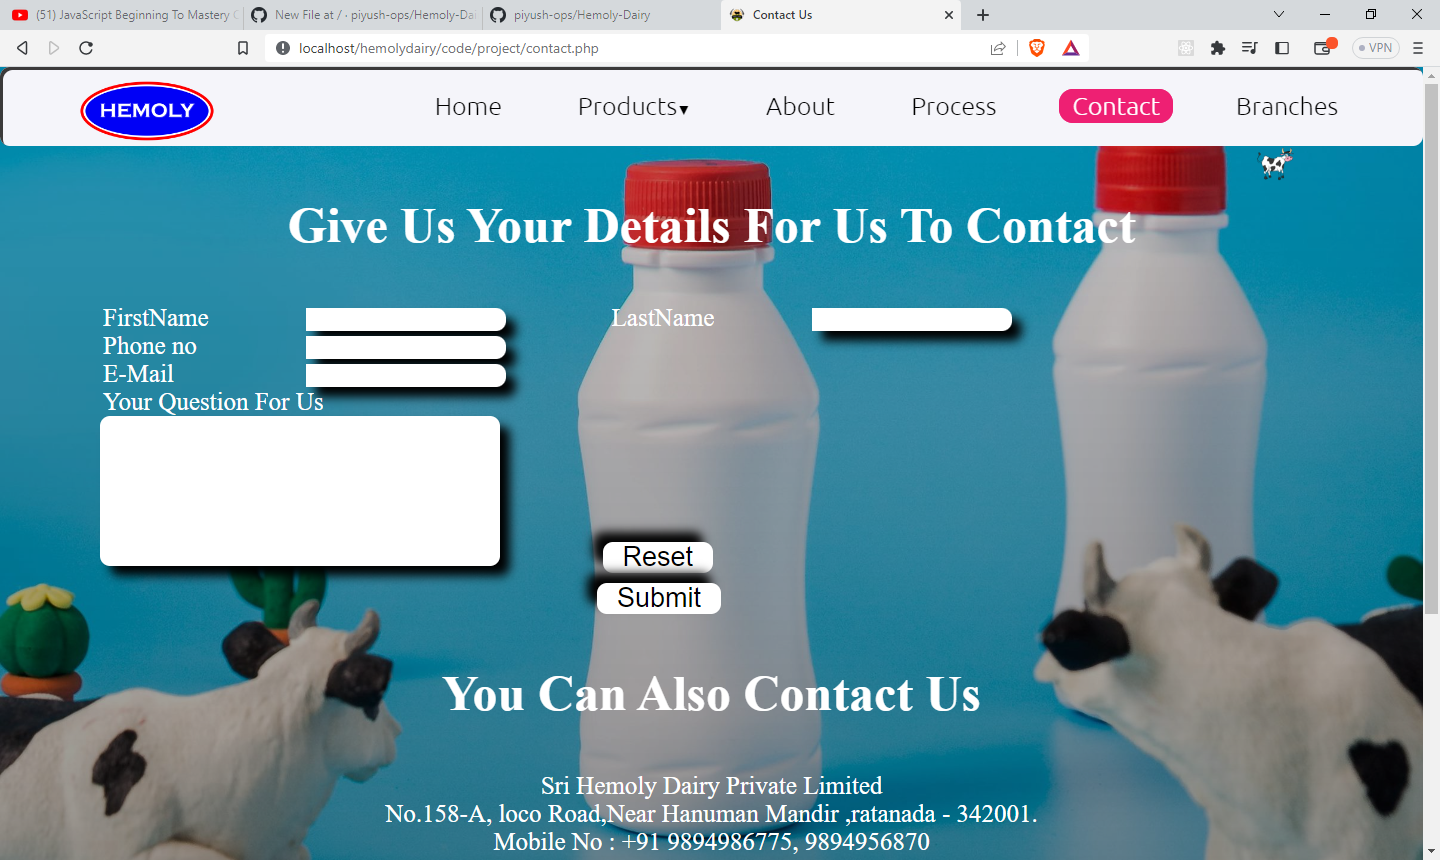 (51) JavaScript Beginning To Mastery
New File at / · piyush-ops/Hemoly-Dai
piyush-ops/Hemoly-Dairy
Contact Us
localhost/hemolydairy/code/project/contact.php
VPN
HEMOLY
Home
Products▾
About
Process
Contact
Branches
Give Us Your Details For Us To Contact
FirstName
LastName
Phone no
E-Mail
Your Question For Us
Reset
Submit
You Can Also Contact Us
Sri Hemoly Dairy Private Limited
No.158-A, loco Road,Near Hanuman Mandir ,ratanada - 342001.
Mobile No : +91 9894986775, 9894956870